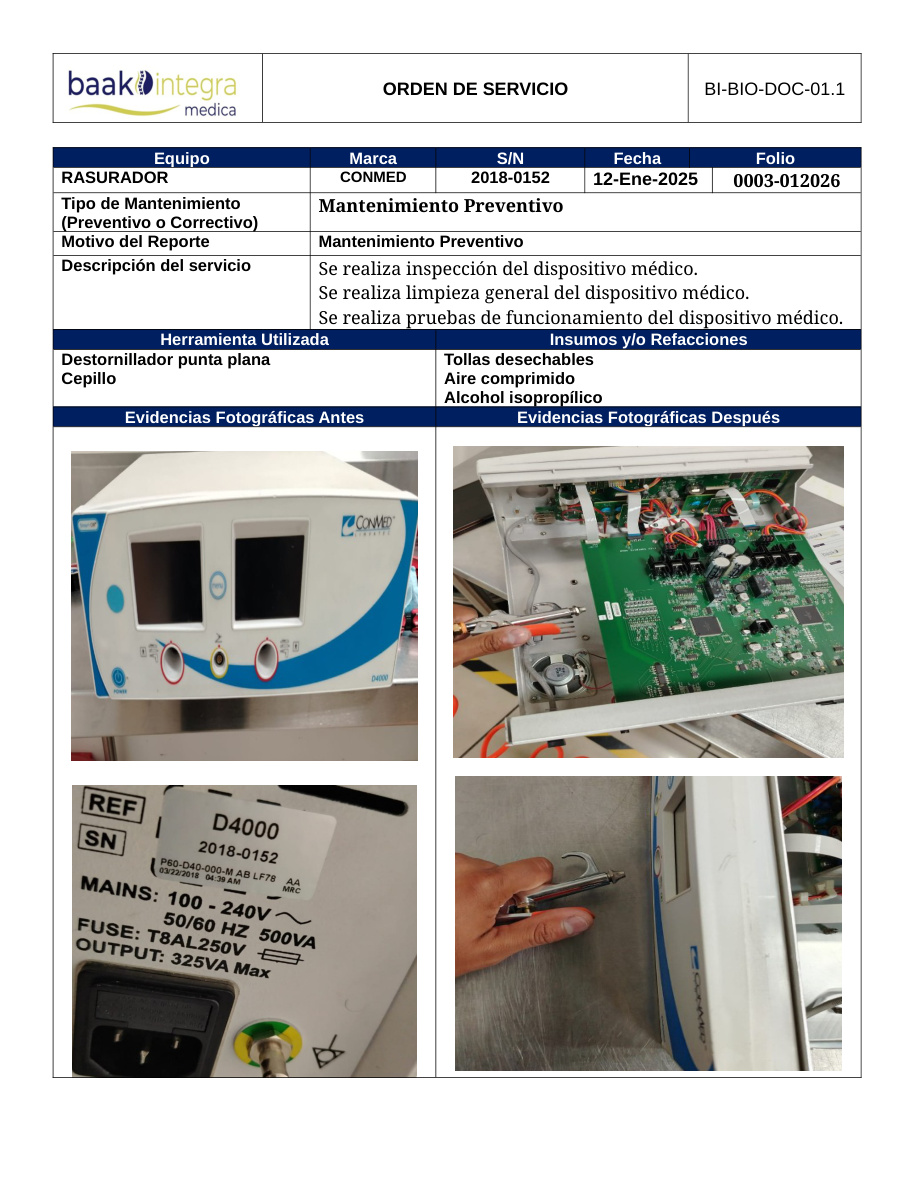 baak integra
medica
ORDEN DE SERVICIO
BI-BIO-DOC-01.1
Equipo Marca S/N Fecha Folio
RASURADOR CONMED 2018-0152 12-Ene-2025 0003-012026
Tipo de Mantenimiento
(Preventivo o Correctivo)
Mantenimiento Preventivo
Motivo del Reporte Mantenimiento Preventivo
Descripción del servicio
Se realiza inspección del dispositivo médico.
Se realiza limpieza general del dispositivo médico.
Se realiza pruebas de funcionamiento del dispositivo médico.
Herramienta Utilizada Insumos y/o Refacciones
Destornillador punta plana
Cepillo
Tollas desechables
Aire comprimido
Alcohol isopropílico
Evidencias Fotográficas Antes Evidencias Fotográficas Después
CONMED
LINVATEC
D4000
POWER
REF
SN
D4000
2018-0152
P60-D40-000-M AB LF78 AA
03/22/2018 04:39 AM MRC
MAINS: 100 - 240V
50/60 HZ 500VA
FUSE: T8AL250V
OUTPUT: 325VA Max
CONMED